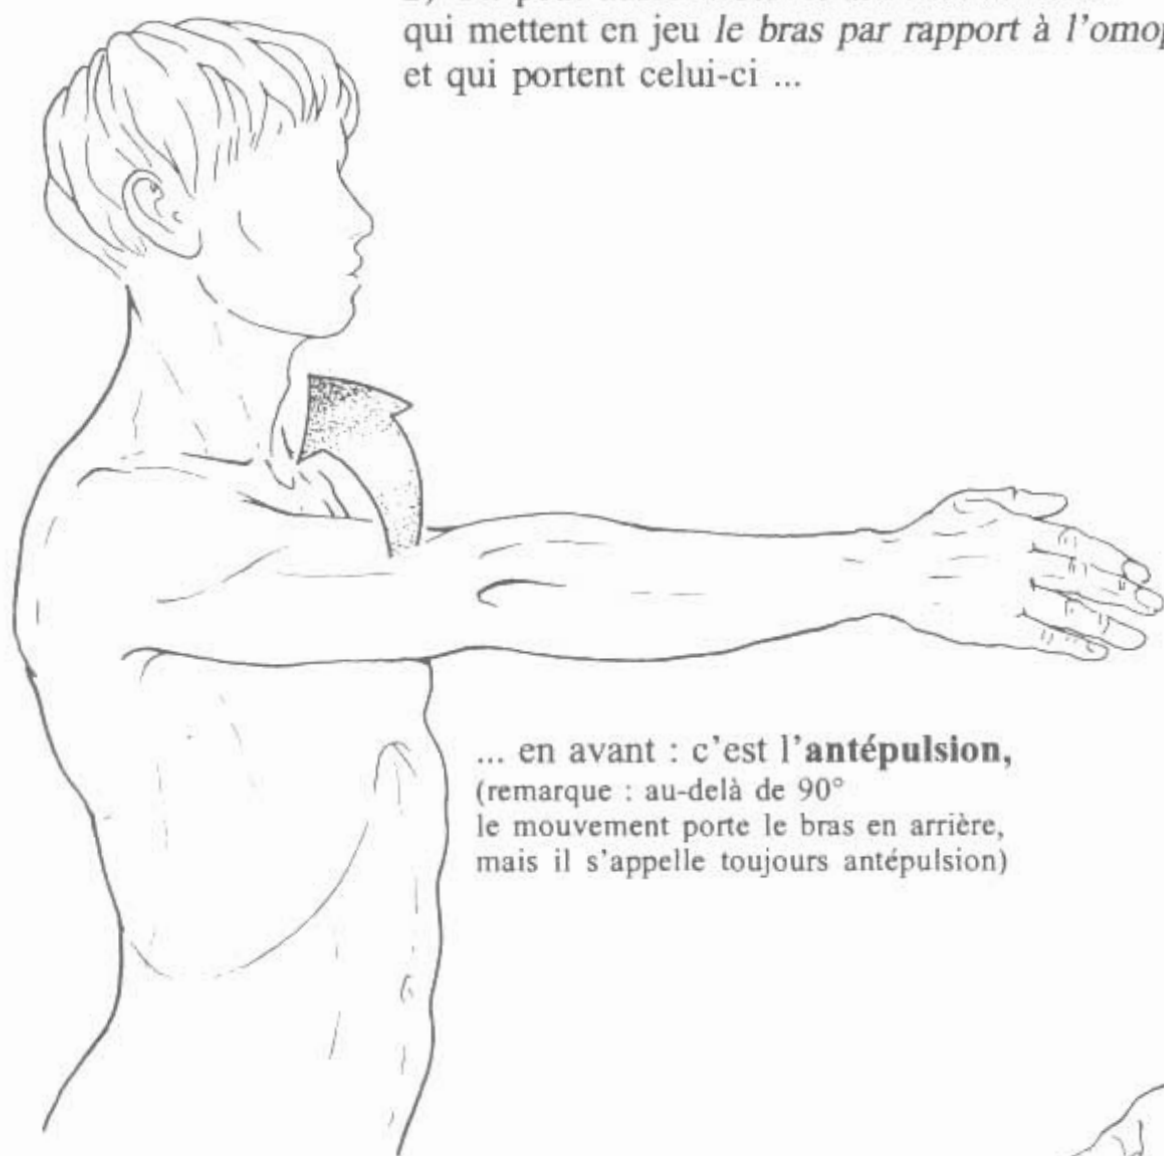 qui mettent en jeu le bras par rapport à l'omop
et qui portent celui-ci ...
... en avant : c'est l'antépulsion,
(remarque : au-delà de 90°
le mouvement porte le bras en arrière,
mais il s'appelle toujours antépulsion)